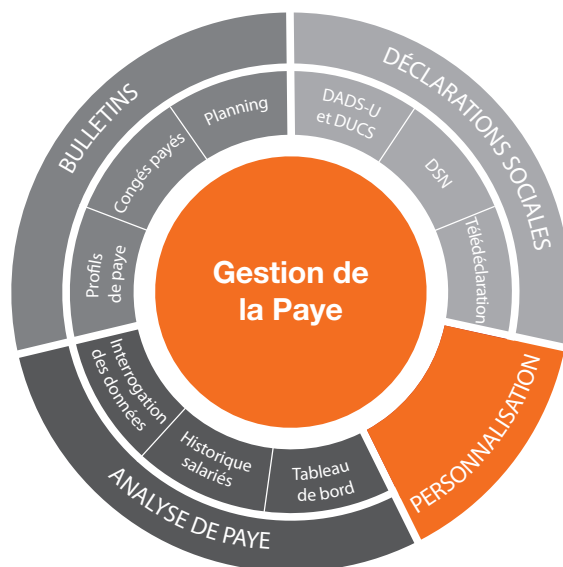 Gestion de
la Paye
BULLETINS
Profils
de paye
Congés payés
Planning
DÉCLARATIONS SOCIALES
DADS-U
et DUCS
DSN
Télédéclaration
PERSONNALISATION
ANALYSE DE PAYE
Interrogation
des données
Historique
salariés
Tableau
de bord